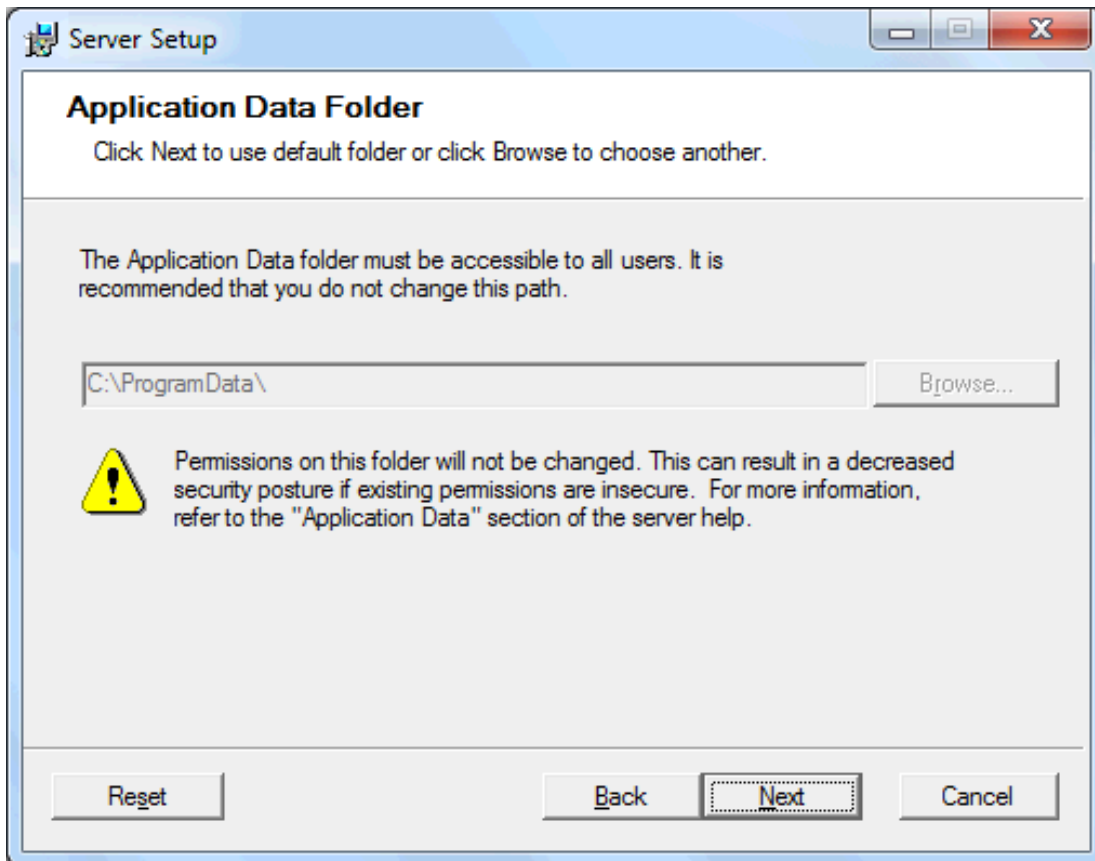 Server Setup
Application Data Folder
Click Next to use default folder or click Browse to choose another.
The Application Data folder must be accessible to all users. It is
recommended that you do not change this path.
C:\ProgramData\
Browse...
Permissions on this folder will not be changed. This can result in a decreased
security posture if existing permissions are insecure.  For more information,
refer to the "Application Data" section of the server help.
Reset
Back
Next
Cancel